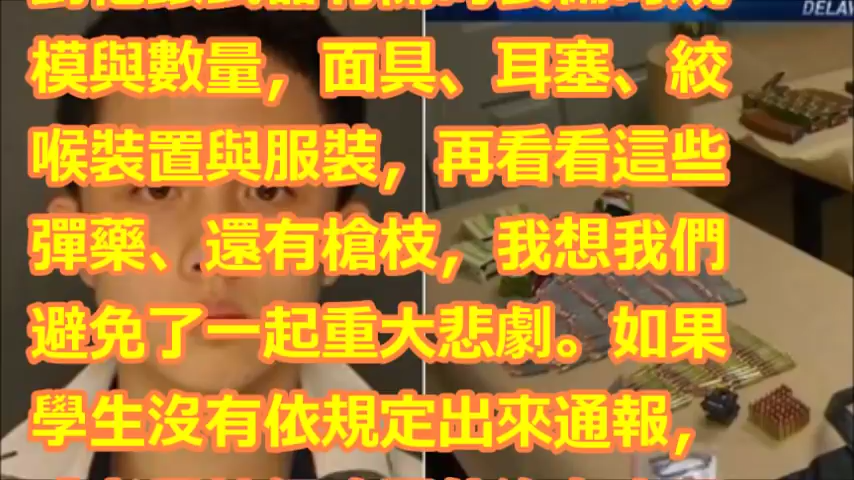 DELAW
模與數量，面具、耳塞、絞
喉裝置與服裝，再看看這些
彈藥、還有槍枝，我想我們
避免了一起重大悲劇。如果
學生沒有依規定出來通報，